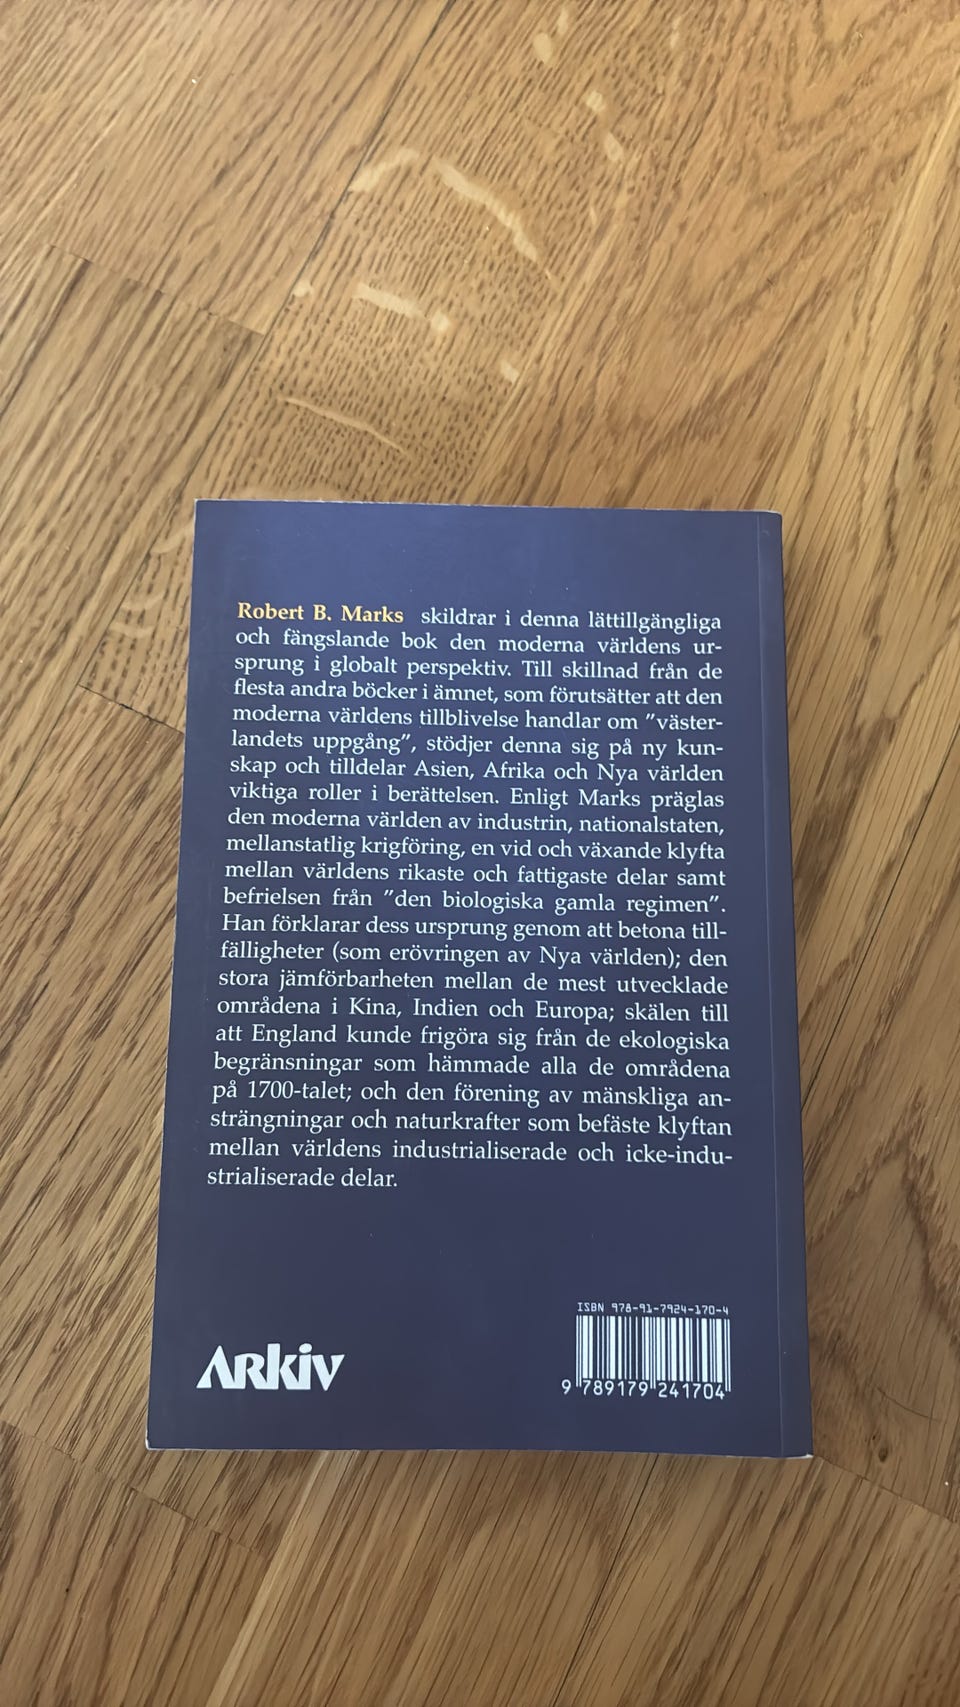 Robert B. Marks skildrar i denna lättillgängliga
och fängslande bok den moderna världens ur-
sprung i globalt perspektiv. Till skillnad från de
flesta andra böcker i ämnet, som förutsätter att den
moderna världens tillblivelse handlar om ”väster-
landets uppgång”, stödjer denna sig på ny kun-
skap och tilldelar Asien, Afrika och Nya världen
viktiga roller i berättelsen. Enligt Marks präglas
den moderna världen av industrin, nationalstaten,
mellanstatlig krigföring, en vid och växande klyfta
mellan världens rikaste och fattigaste delar samt
befrielsen från ”den biologiska gamla regimen”.
Han förklarar dess ursprung genom att betona till-
fälligheter (som erövringen av Nya världen); den
stora jämförbarheten mellan de mest utvecklade
områdena i Kina, Indien och Europa; skälen till
att England kunde frigöra sig från de ekologiska
begränsningar som hämmade alla de områdena
på 1700-talet; och den förening av mänskliga an-
strängningar och naturkrafter som befäste klyftan
mellan världens industrialiserade och icke-indu-
strialiserade delar.
ISBN 978-91-7924-170-4
ARKiV
9 789179 241704